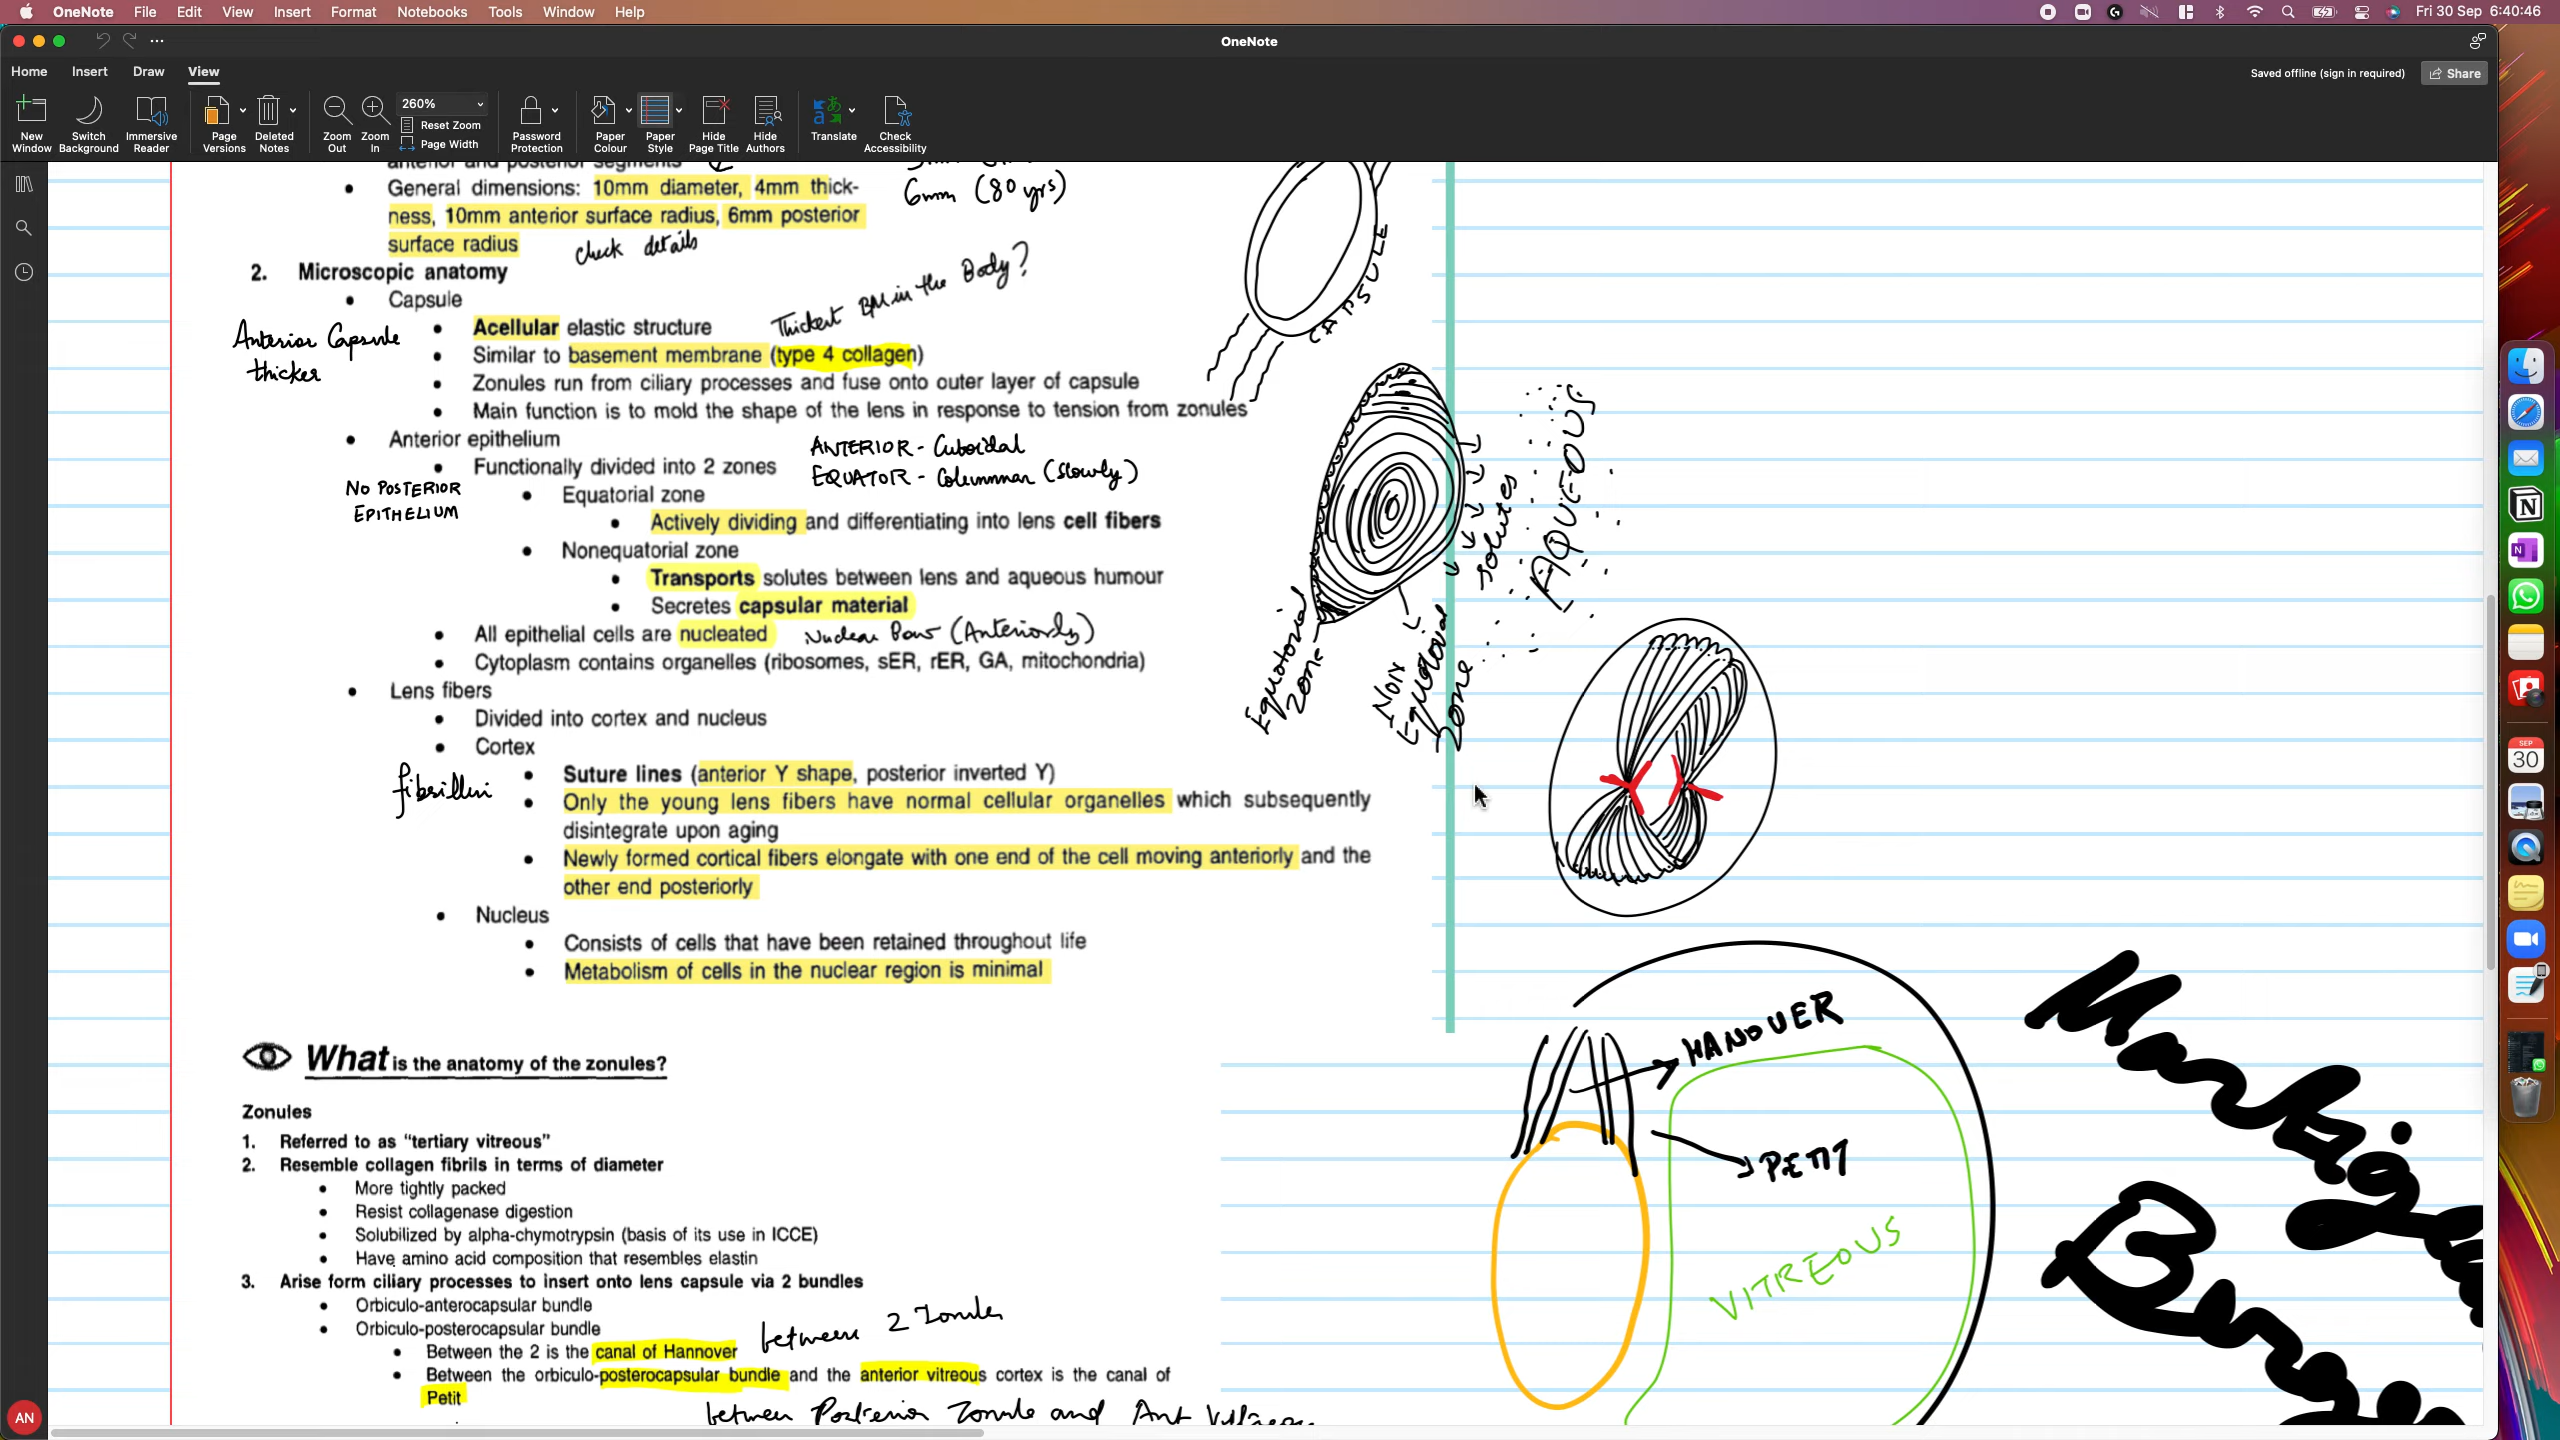 OneNote File Edit View Insert Format Notebooks Tools Window Help
Fri 30 Sep 6:40:46
OneNote
Home Insert Draw View
Saved offline (sign in required) Share
New Window
Switch Background
Immersive Reader
Page Versions
Deleted Notes
Zoom Out
Zoom In
260%
Reset Zoom
Page Width
Password Protection
Paper Colour
Paper Style
Hide Page Title
Hide Authors
Translate
Check Accessibility
anterior and posterior segments
• General dimensions: 10mm diameter, 4mm thick-
6mm (80 yrs)
ness, 10mm anterior surface radius, 6mm posterior
surface radius
check details
2. Microscopic anatomy
• Capsule
Thickest BM in the Body?
CAPSULE
Anterior Capsule
thicker
• Acellular elastic structure
• Similar to basement membrane (type 4 collagen)
• Zonules run from ciliary processes and fuse onto outer layer of capsule
• Main function is to mold the shape of the lens in response to tension from zonules
• Anterior epithelium
ANTERIOR - Cuboidal
• Functionally divided into 2 zones
EQUATOR - Columnar (slowly)
NO POSTERIOR
EPITHELIUM
• Equatorial zone
• Actively dividing and differentiating into lens cell fibers
• Nonequatorial zone
• Transports solutes between lens and aqueous humour
• Secretes capsular material
solutes
AQUEOUS
• All epithelial cells are nucleated
Nuclear Bow (Anteriorly)
• Cytoplasm contains organelles (ribosomes, sER, rER, GA, mitochondria)
Equatorial
Zone
Non
Equatorial
Zone
• Lens fibers
• Divided into cortex and nucleus
• Cortex
fibrillin
• Suture lines (anterior Y shape, posterior inverted Y)
• Only the young lens fibers have normal cellular organelles which subsequently
disintegrate upon aging
• Newly formed cortical fibers elongate with one end of the cell moving anteriorly and the
other end posteriorly
• Nucleus
• Consists of cells that have been retained throughout life
• Metabolism of cells in the nuclear region is minimal
HANOVER
PETIT
VITREOUS
What is the anatomy of the zonules?
Zonules
1. Referred to as "tertiary vitreous"
2. Resemble collagen fibrils in terms of diameter
• More tightly packed
• Resist collagenase digestion
• Solubilized by alpha-chymotrypsin (basis of its use in ICCE)
• Have amino acid composition that resembles elastin
3. Arise form ciliary processes to insert onto lens capsule via 2 bundles
• Orbiculo-anterocapsular bundle
• Orbiculo-posterocapsular bundle
• Between the 2 is the canal of Hannover
between 2 Zonules
• Between the orbiculo-posterocapsular bundle and the anterior vitreous cortex is the canal of
Petit
between Posterior Zonule and Ant
SEP
30
AN